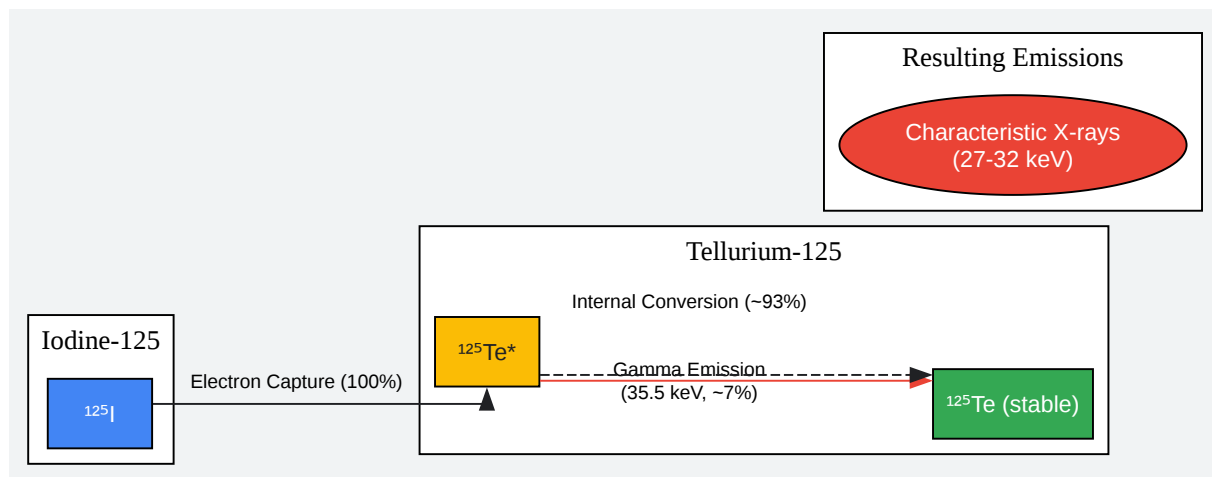 Resulting Emissions
Characteristic X-rays
(27-32 keV)
Tellurium-125
Internal Conversion (~93%)
Iodine-125
¹²⁵Te*
Gamma Emission
Electron Capture (100%)
(35.5 keV, ~7%)
¹²⁵I
¹²⁵Te (stable)